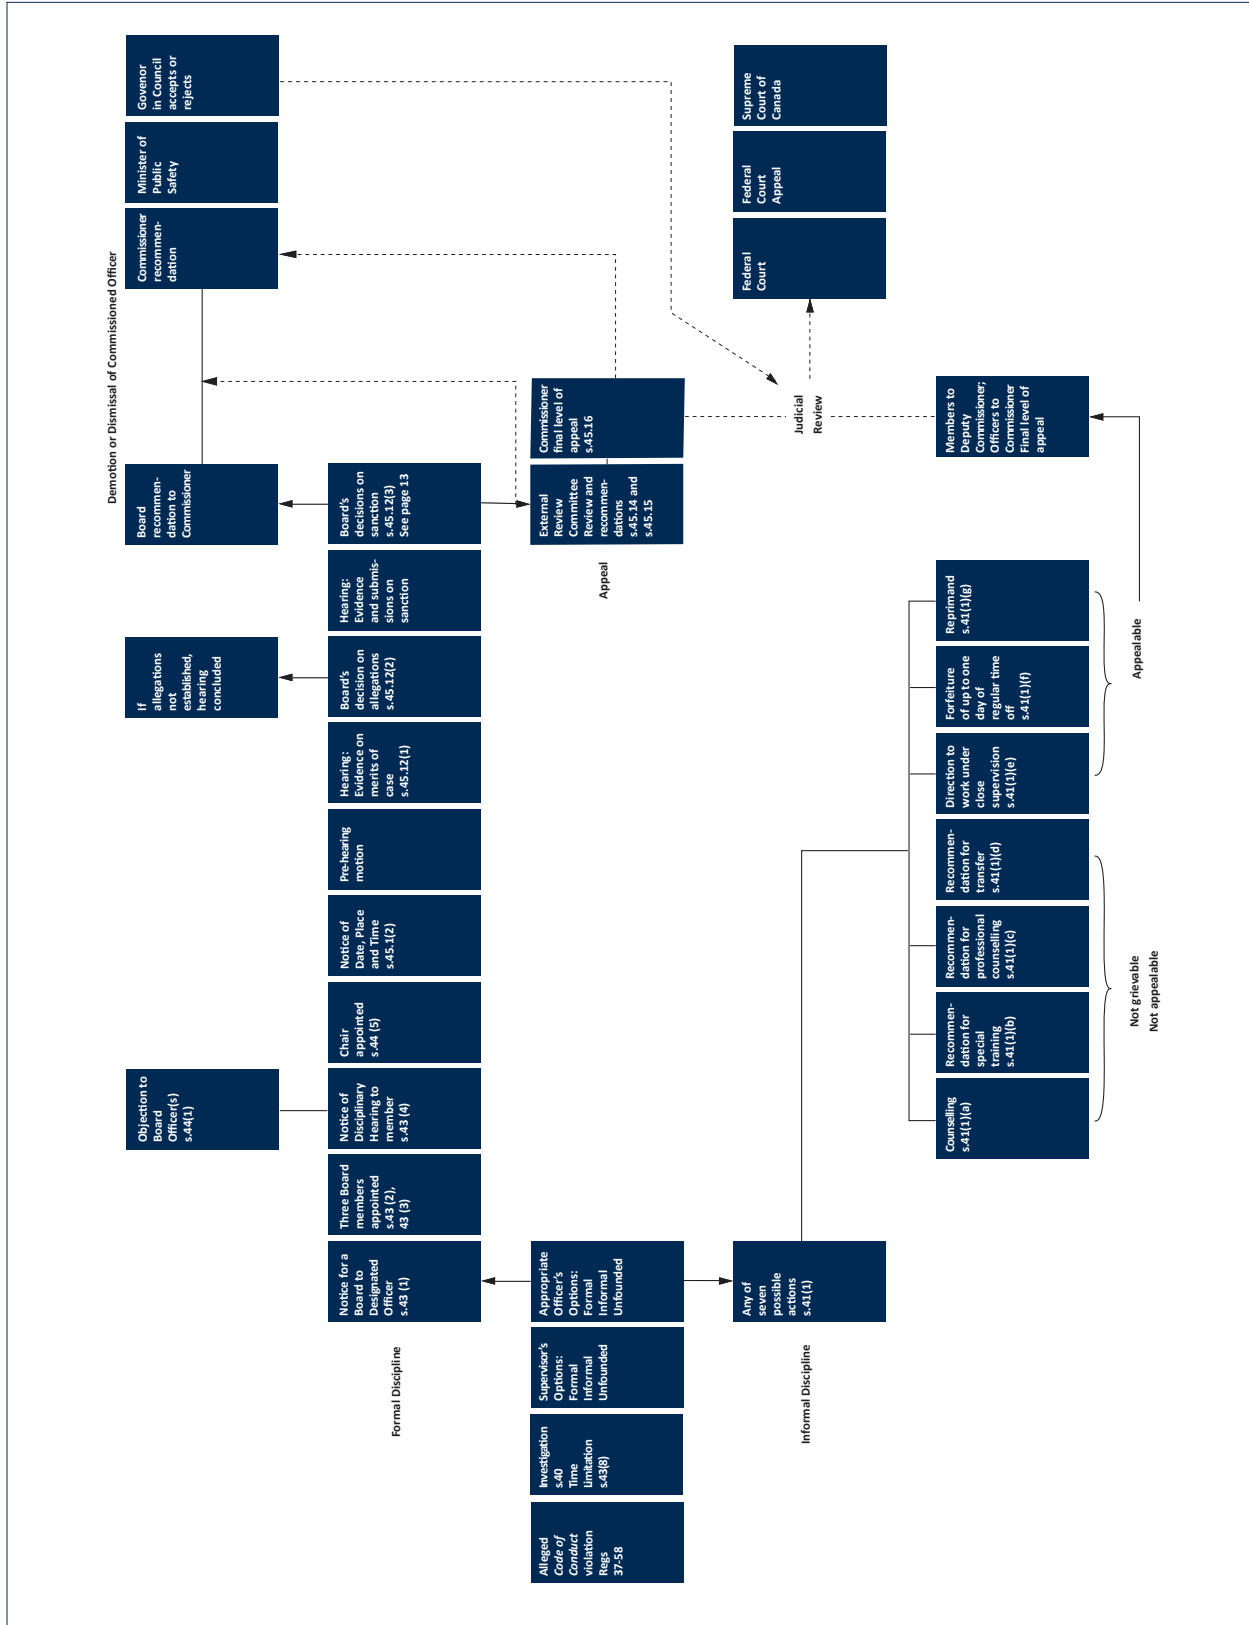 Demotion or Dismissal of Commissioned Officer
Objection to
Board
Officer(s)
s.44(1)
If
allegations
not
established,
hearing
concluded
Board
recommen-
dation to
Commissioner
Commissioner
recommen-
dation
Minister of
Public
Safety
Govenor
in Council
accepts or
rejects
Formal Discipline
Notice for a
Board to
Designated
Officer
s.43 (1)
Three Board
members
appointed
s.43 (2),
43 (3)
Notice of
Disciplinary
Hearing to
member
s.43 (4)
Chair
appointed
s.44 (5)
Notice of
Date, Place
and Time
s.45.1(2)
Pre-hearing
motion
Hearing:
Evidence on
merits of
case
s.45.12(1)
Board's
decision on
allegations
s.45.12(2)
Hearing:
Evidence
and submis-
sions on
sanction
Board's
decisions on
sanction
s.45.12(3)
See page 13
Alleged
Code of
Conduct
violation
Regs
37-58
Investigation
s.40
Time
Limitation
s.43(8)
Supervisor's
Options:
Formal
Informal
Unfounded
Appropriate
Officer's
Options:
Formal
Informal
Unfounded
Appeal
External
Review
Committee
Review and
recommen-
dations
s.45.14 and
s.45.15
Commissioner
final level of
appeal
s.45.16
Informal Discipline
Any of
seven
possible
actions
s.41(1)
Judicial
Review
Federal
Court
Federal
Court
Appeal
Supreme
Court of
Canada
Counselling
s.41(1)(a)
Recommen-
dation for
special
training
s.41(1)(b)
Recommen-
dation for
professional
counselling
s.41(1)(c)
Recommen-
dation for
transfer
s.41(1)(d)
Direction to
work under
close
supervision
s.41(1)(e)
Forfeiture
of up to one
day of
regular time
off
s.41(1)(f)
Reprimand
s.41(1)(g)
Members to
Deputy
Commissioner;
Officers to
Commissioner
Final level of
appeal
Not grievable
Not appealable
Appealable